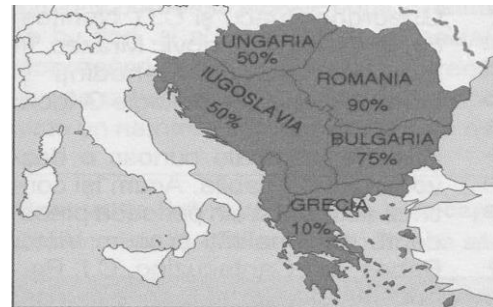 UNGARIA
50%
IUGOSLAVIA
50%
ROMANIA
90%
BULGARIA
75%
GRECIA
10%